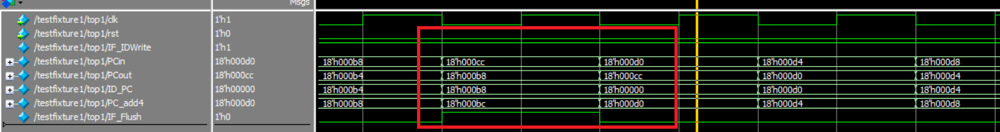 Msgs
/testfixture1/top1/clk 1'h1
/testfixture1/top1/rst 1'h0
/testfixture1/top1/IF_IDWrite 1'h1
/testfixture1/top1/PCin 18'h000d0 18'h000b8 18'h000cc 18'h000d0 18'h000d4 18'h000d8
/testfixture1/top1/PCout 18'h000cc 18'h000b4 18'h000b8 18'h000cc 18'h000d0 18'h000d4
/testfixture1/top1/ID_PC 18'h00000 18'h000b4 18'h000b8 18'h00000 18'h000d0 18'h000d4
/testfixture1/top1/PC_add4 18'h000d0 18'h000b8 18'h000bc 18'h000d0 18'h000d4 18'h000d8
/testfixture1/top1/IF_Flush 1'h0